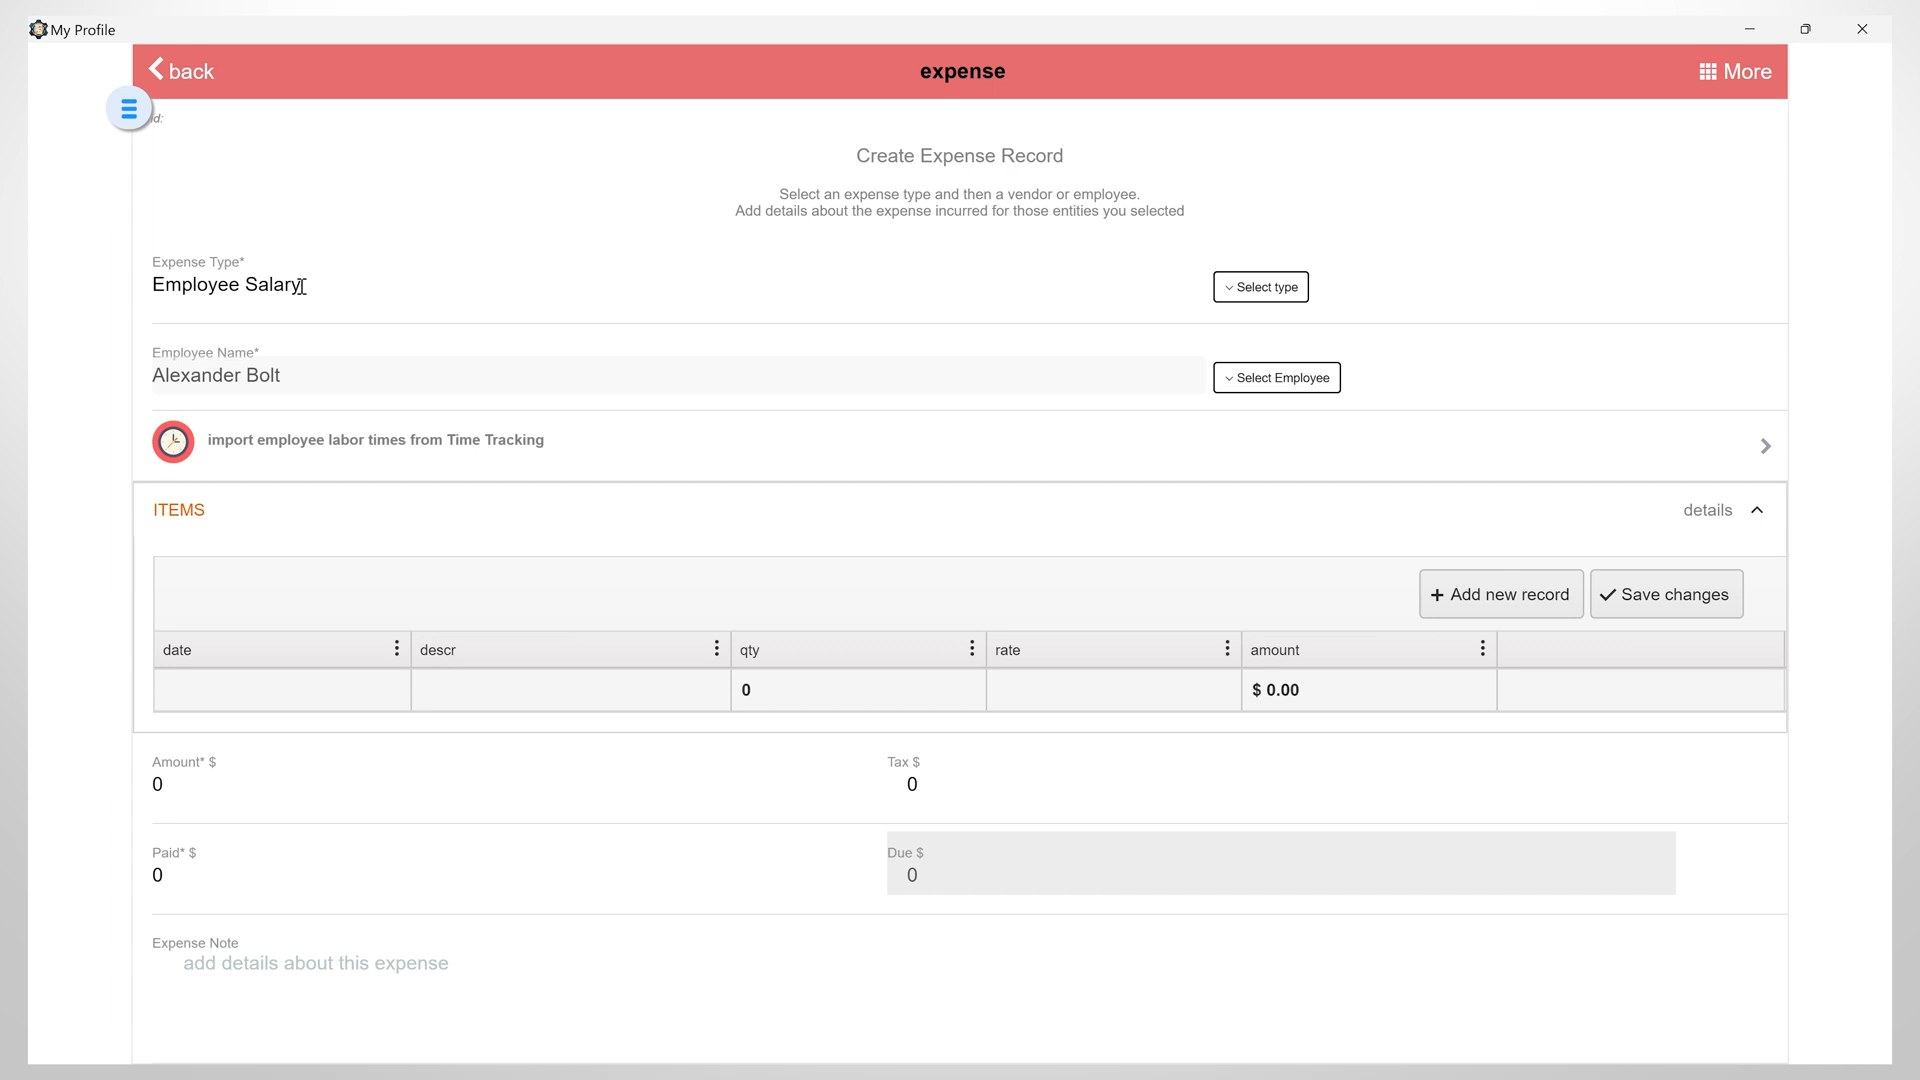 My Profile
back
expense
More
id:
Create Expense Record
Select an expense type and then a vendor or employee.
Add details about the expense incurred for those entities you selected
Expense Type*
Employee Salary
Select type
Employee Name*
Alexander Bolt
Select Employee
import employee labor times from Time Tracking
ITEMS
details
+ Add new record
Save changes
date
descr
qty
rate
amount
0
$ 0.00
Amount* $
0
Tax $
0
Paid* $
0
Due $
0
Expense Note
add details about this expense